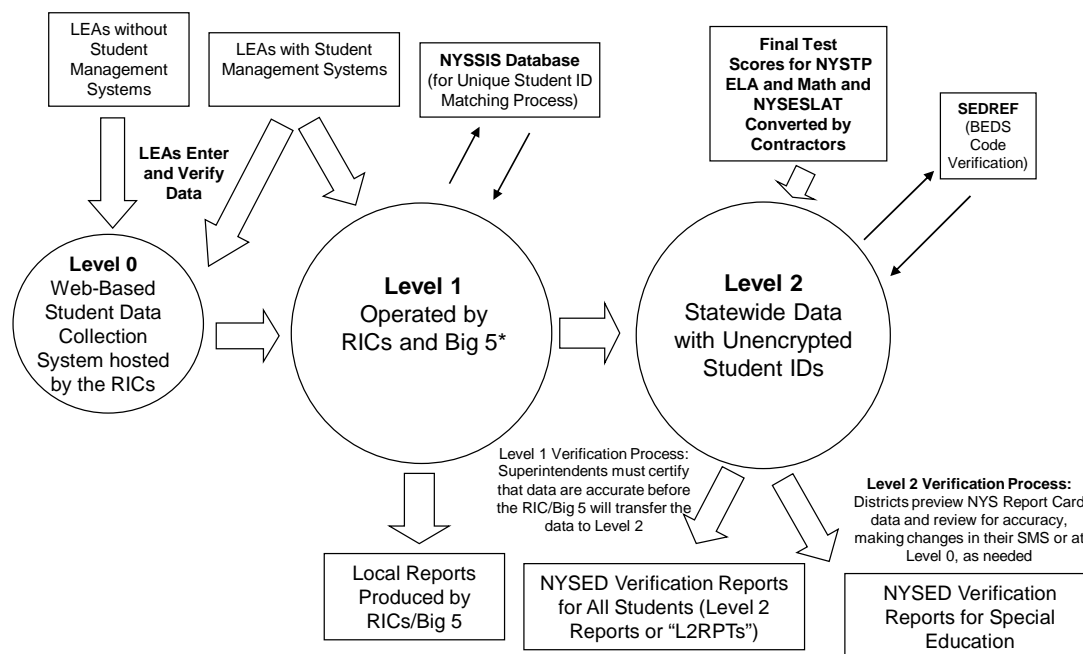 LEAs without
Student
Management
Systems
LEAs with Student
Management Systems
NYSSIS Database
(for Unique Student ID
Matching Process)
Final Test
Scores for NYSTP
ELA and Math and
NYSESLAT
Converted by
Contractors
SEDREF
(BEDS
Code
Verification)
LEAs Enter
and Verify
Data
Level 0
Web-Based
Student Data
Collection
System hosted
by the RICs
Level 1
Operated by
RICs and Big 5*
Level 2
Statewide Data
with Unencrypted
Student IDs
Level 1 Verification Process:
Superintendents must certify
that data are accurate before
the RIC/Big 5 will transfer the
data to Level 2
Level 2 Verification Process:
Districts preview NYS Report Card
data and review for accuracy,
making changes in their SMS or at
Level 0, as needed
Local Reports
Produced by
RICs/Big 5
NYSED Verification Reports
for All Students (Level 2
Reports or “L2RPTs”)
NYSED Verification
Reports for Special
Education